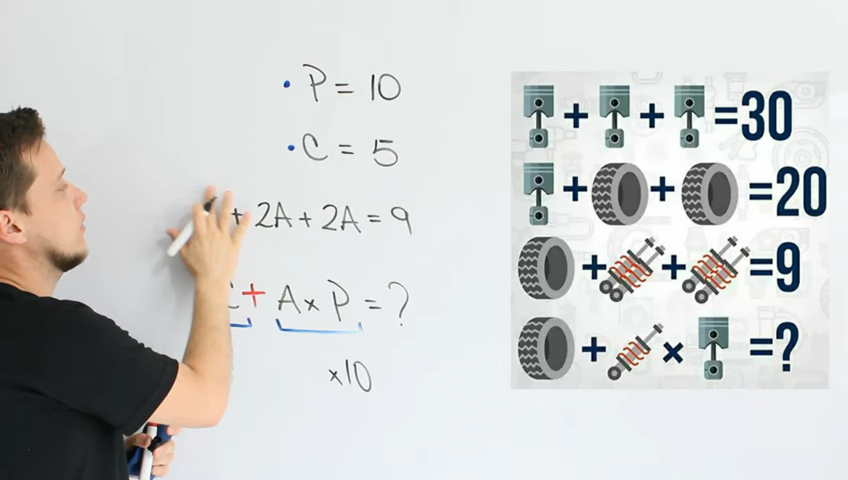 • P = 10
• C = 5
+ 2A + 2A = 9
+ A × P = ?
×10
+ + =30
+ + =20
+ + =9
+ × =?